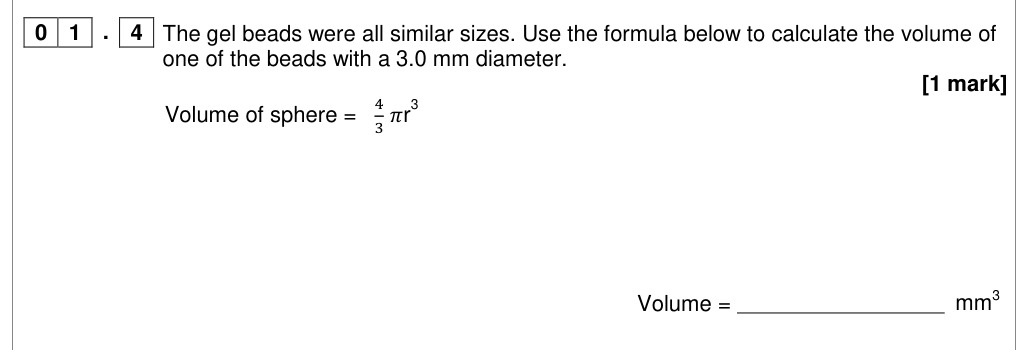 0 1 . 4 The gel beads were all similar sizes. Use the formula below to calculate the volume of
one of the beads with a 3.0 mm diameter.
[1 mark]
Volume of sphere = 4/3 πr³
Volume = ____________________ mm³